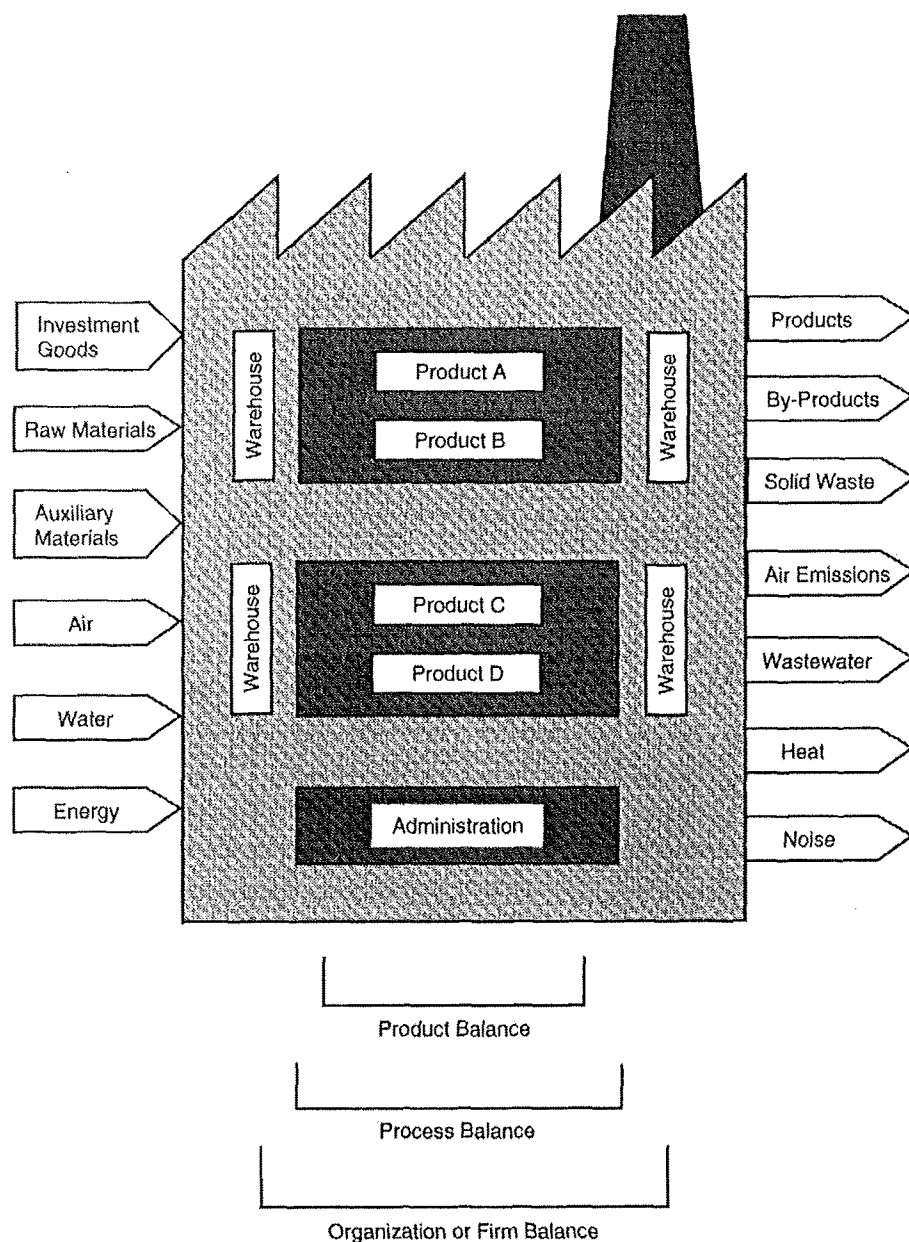 Investment
Goods
Raw Materials
Auxiliary
Materials
Air
Water
Energy
Warehouse
Product A
Product B
Warehouse
Warehouse
Product C
Product D
Warehouse
Administration
Products
By-Products
Solid Waste
Air Emissions
Wastewater
Heat
Noise
Product Balance
Process Balance
Organization or Firm Balance